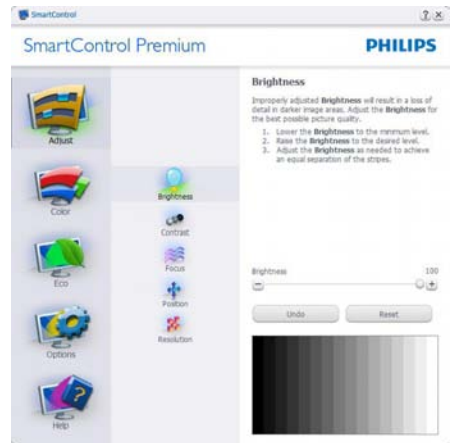 SmartControl
SmartControl Premium
PHILIPS
Adjust
Color
Eco
Options
Help
Brightness
Contrast
Focus
Position
Resolution
Brightness
Improperly adjusted Brightness will result in a loss of
detail in darker image areas. Adjust the Brightness for
the best possible picture quality.
1. Lower the Brightness to the minimum level.
2. Raise the Brightness to the desired level.
3. Adjust the Brightness as needed to achieve
an equal separation of the stripes.
Brightness 100
Undo Reset